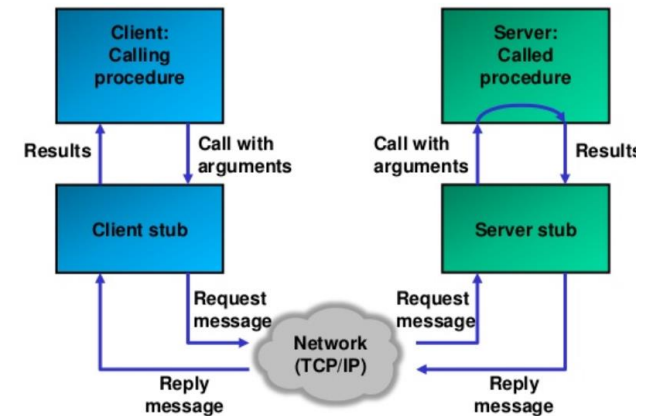 Client:
Calling
procedure
Server:
Called
procedure
Results
Call with
arguments
Call with
arguments
Results
Client stub
Server stub
Request
message
Request
message
Network
(TCP/IP)
Reply
message
Reply
message